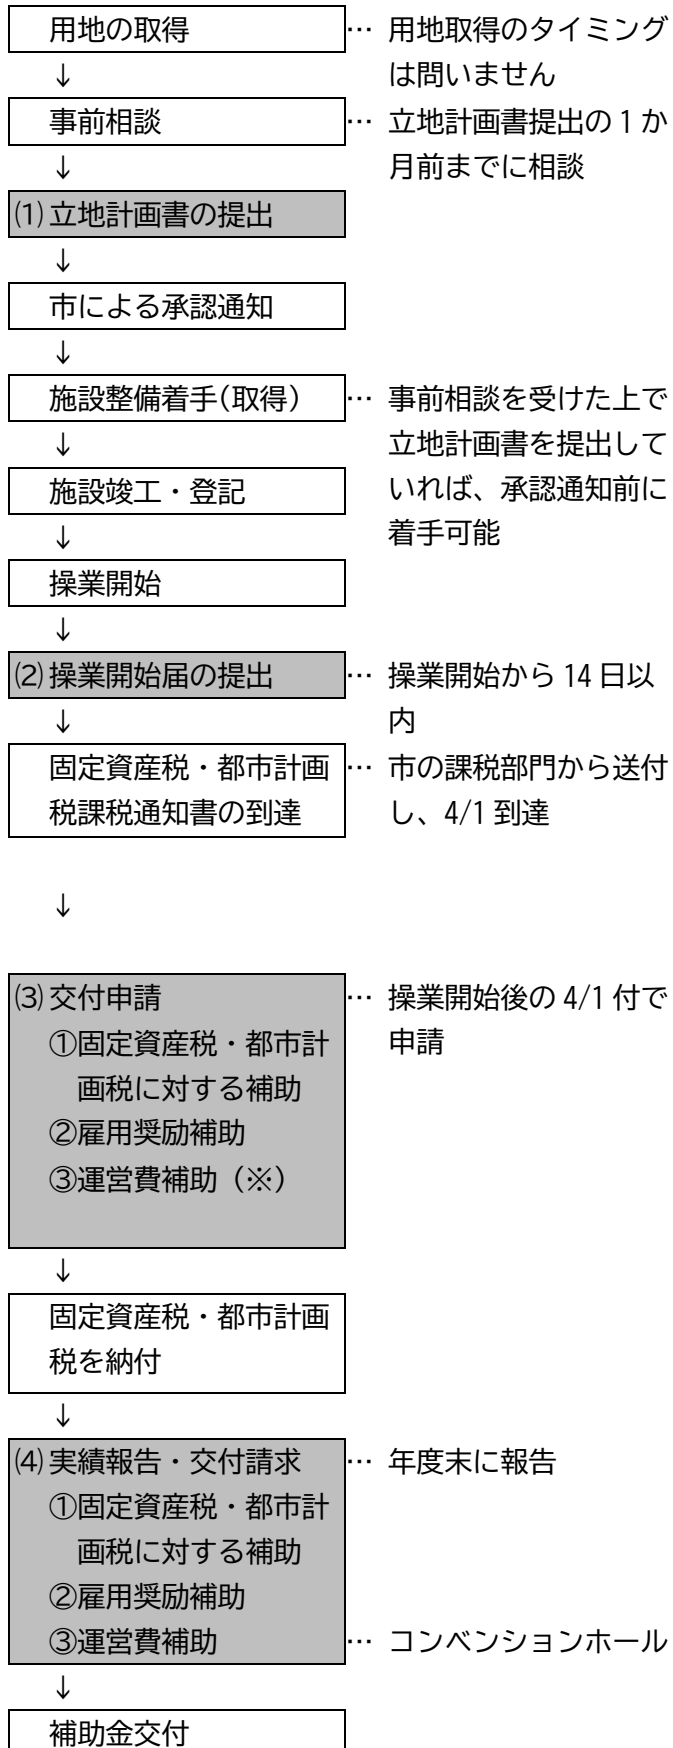 用地の取得 … 用地取得のタイミング
↓ は問いません
事前相談 … 立地計画書提出の1か
↓ 月前までに相談
⑴立地計画書の提出
↓
市による承認通知
↓
施設整備着手(取得) … 事前相談を受けた上で
↓ 立地計画書を提出して
施設竣工・登記 いれば、承認通知前に
↓ 着手可能
操業開始
↓
⑵操業開始届の提出 … 操業開始から14日以
↓ 内
固定資産税・都市計画 … 市の課税部門から送付
税課税通知書の到達 し、4/1到達
↓
⑶交付申請 … 操業開始後の4/1付で
①固定資産税・都市計 申請
画税に対する補助
②雇用奨励補助
③運営費補助（※）
↓
固定資産税・都市計画
税を納付
↓
⑷実績報告・交付請求 … 年度末に報告
①固定資産税・都市計
画税に対する補助
②雇用奨励補助
③運営費補助 … コンベンションホール
↓
補助金交付